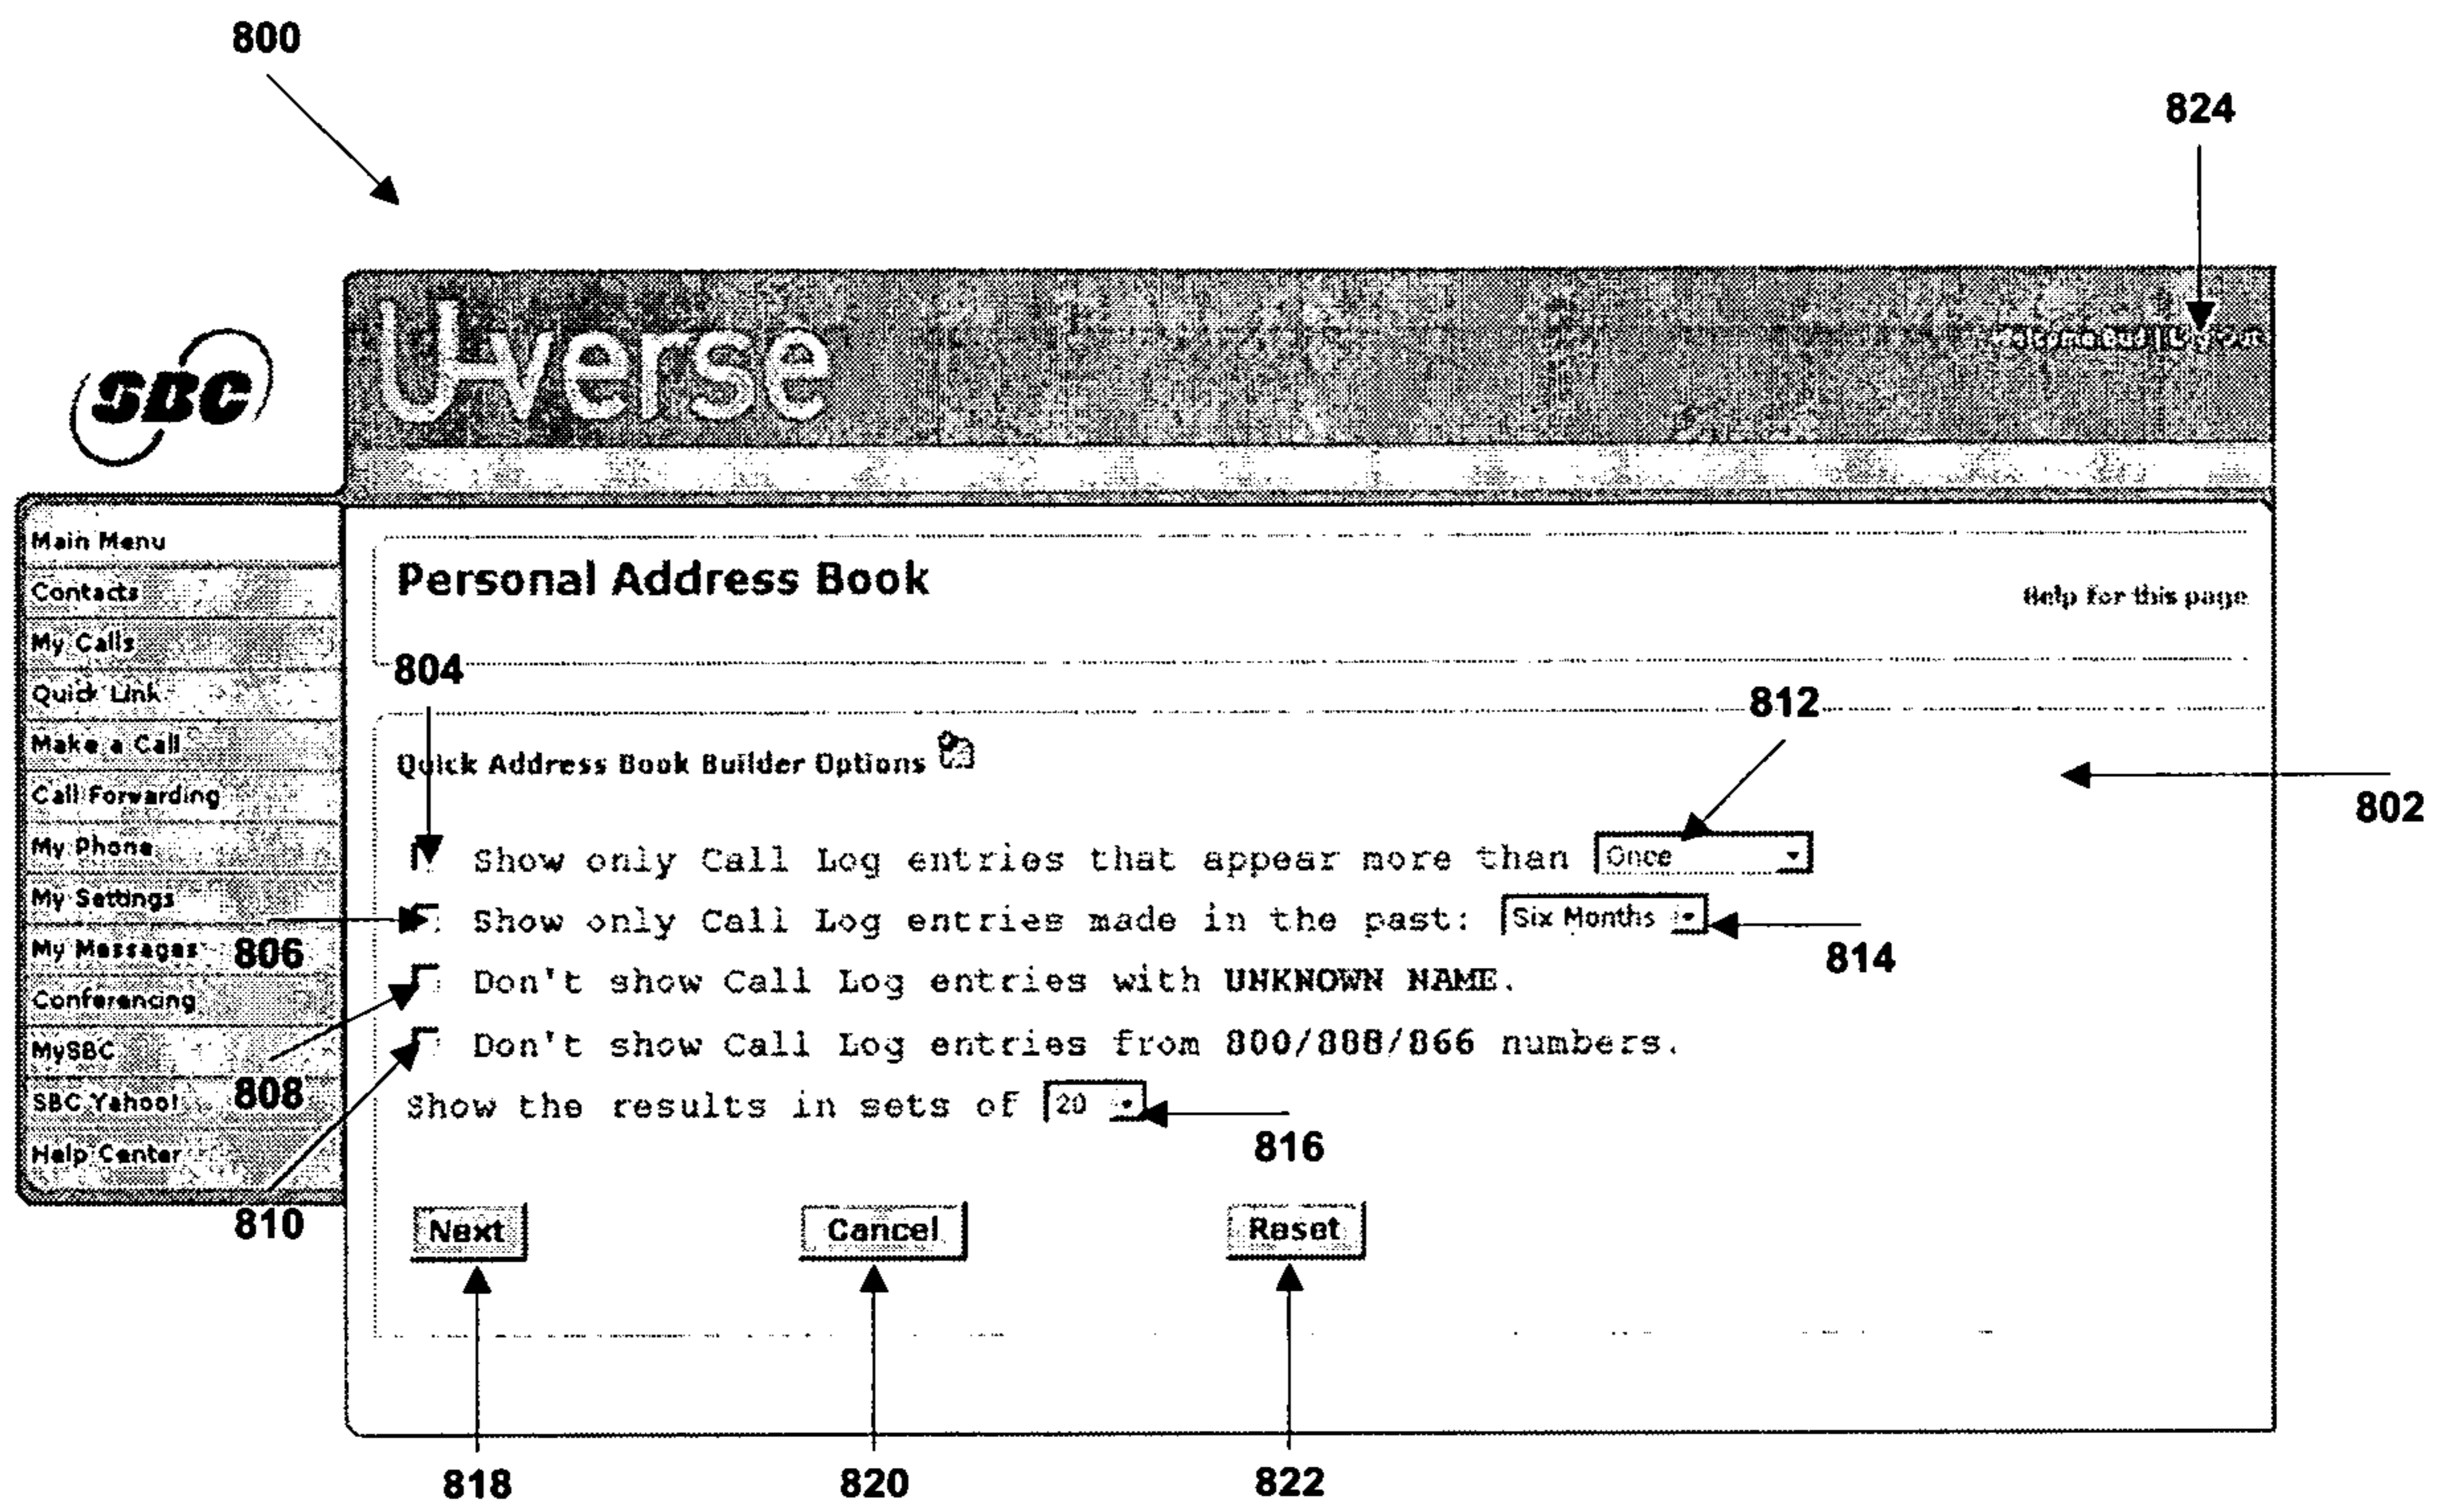 800
824
U-verse
Welcome Bud | Log Out
SBC
Main Menu
Contacts
My Calls
Quick Link
Make a Call
Call Forwarding
My Phone
My Settings
My Messages
Conferencing
MySBC
SBC Yahoo!
Help Center
Personal Address Book
Help for this page
804
812
Quick Address Book Builder Options
802
Show only Call Log entries that appear more than Once
Show only Call Log entries made in the past: Six Months
806
814
Don't show Call Log entries with UNKNOWN NAME.
Don't show Call Log entries from 800/888/866 numbers.
808
Show the results in sets of 20
816
810
Next Cancel Reset
818 820 822